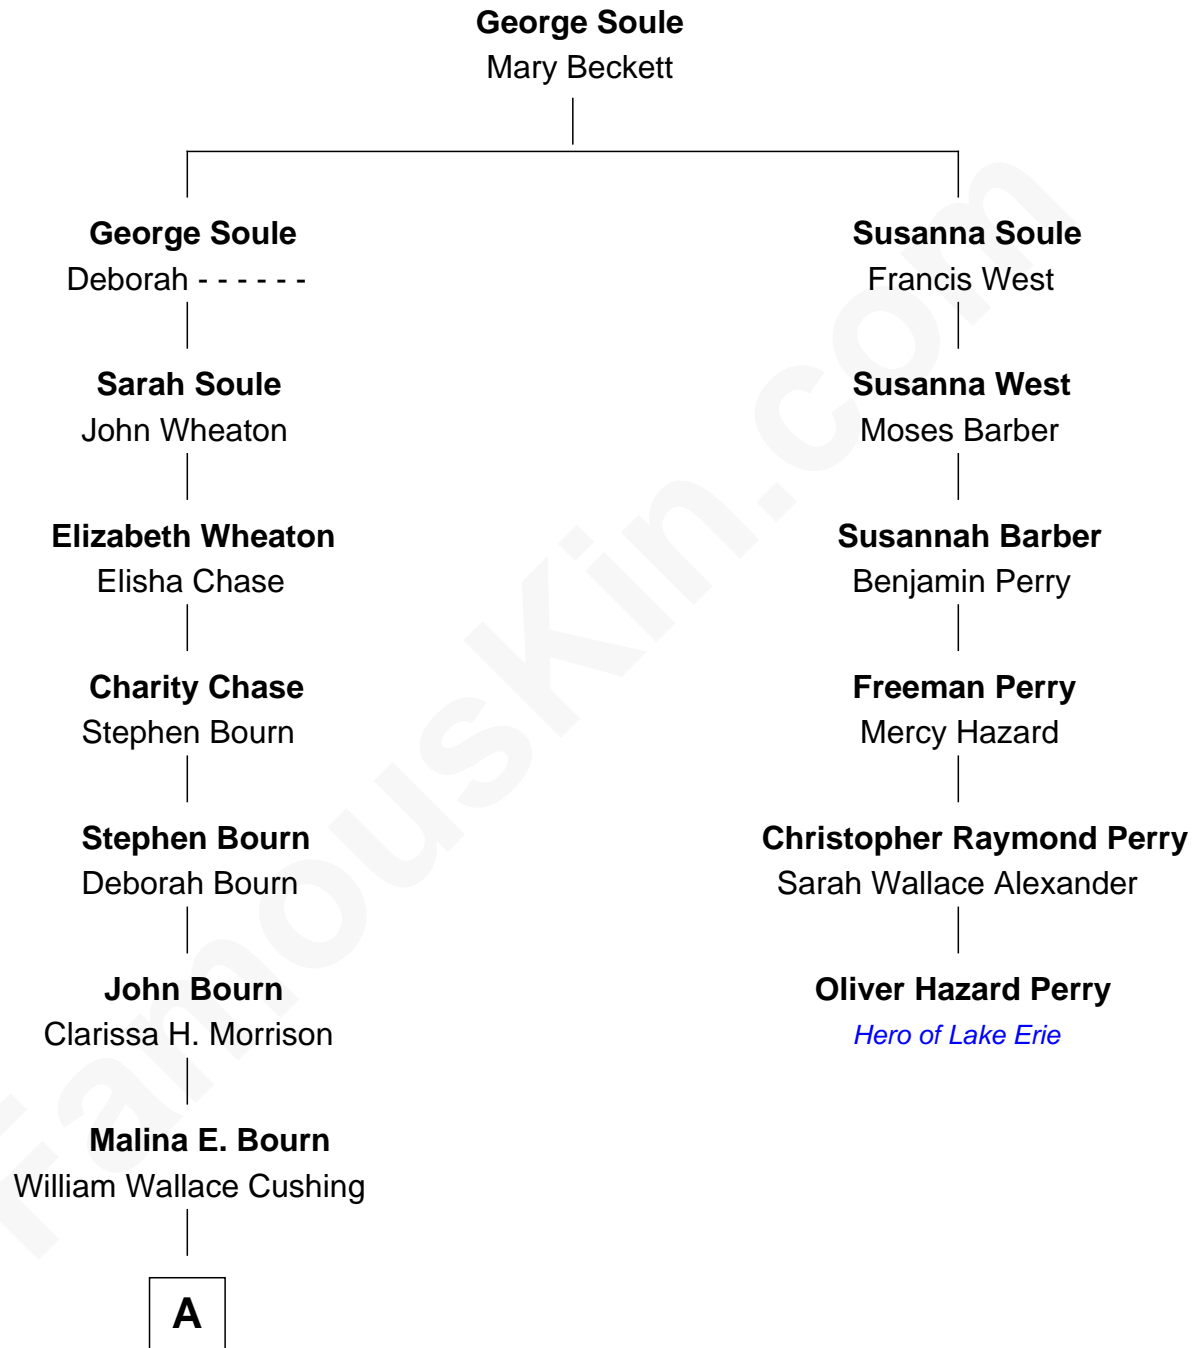 George Soule
Mary Beckett
George Soule
Deborah - - - - - -
Susanna Soule
Francis West
Sarah Soule
John Wheaton
Susanna West
Moses Barber
Elizabeth Wheaton
Elisha Chase
Susannah Barber
Benjamin Perry
Charity Chase
Stephen Bourn
Freeman Perry
Mercy Hazard
Stephen Bourn
Deborah Bourn
Christopher Raymond Perry
Sarah Wallace Alexander
John Bourn
Clarissa H. Morrison
Oliver Hazard Perry
Hero of Lake Erie
Malina E. Bourn
William Wallace Cushing
A
FamousKin.com